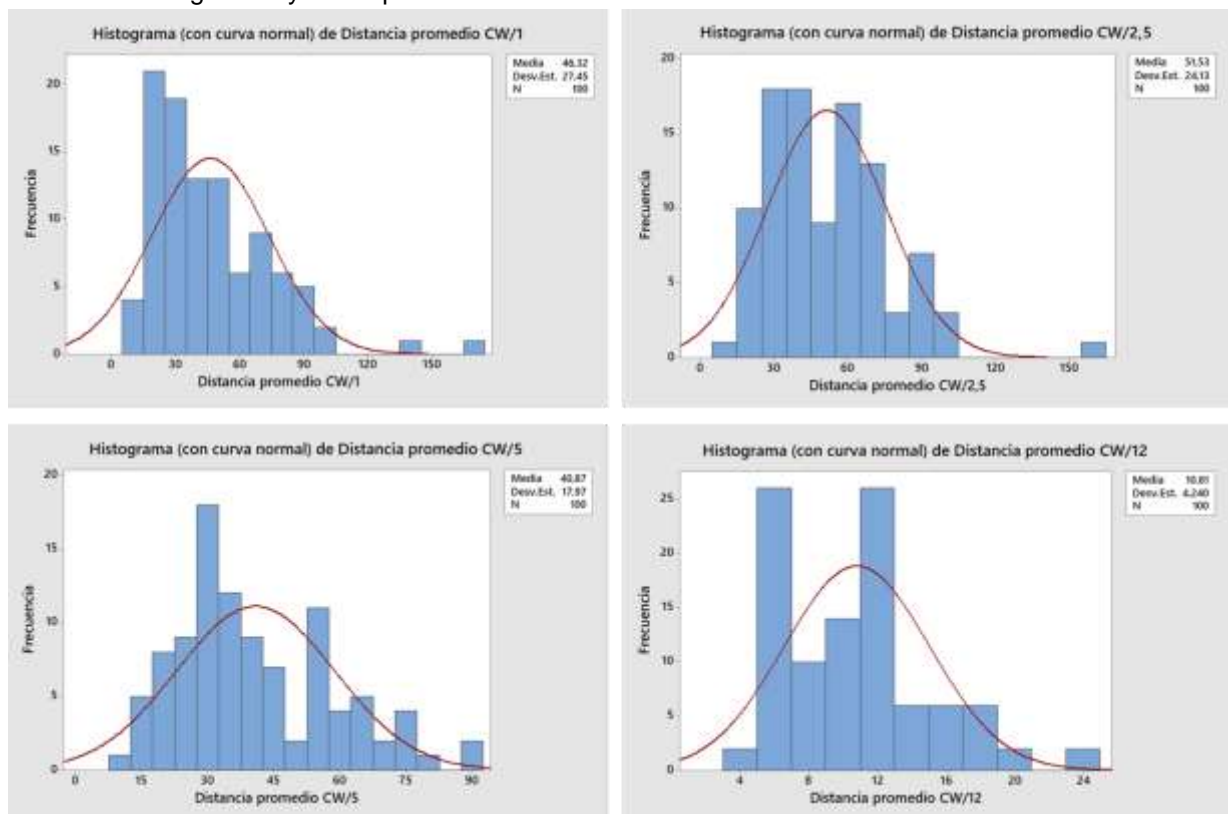 Histograma (con curva normal) de Distancia promedio CW/1
Media 46,32
Desv.Est. 27,45
N 100
Frecuencia
20
15
10
5
0
0 30 60 90 120 150
Distancia promedio CW/1
Histograma (con curva normal) de Distancia promedio CW/2,5
Media 51,53
Desv.Est. 24,13
N 100
Frecuencia
20
15
10
5
0
0 30 60 90 120 150
Distancia promedio CW/2,5
Histograma (con curva normal) de Distancia promedio CW/5
Media 40,87
Desv.Est. 17,97
N 100
Frecuencia
20
15
10
5
0
0 15 30 45 60 75 90
Distancia promedio CW/5
Histograma (con curva normal) de Distancia promedio CW/12
Media 10,81
Desv.Est. 4,240
N 100
Frecuencia
25
20
15
10
5
0
4 8 12 16 20 24
Distancia promedio CW/12